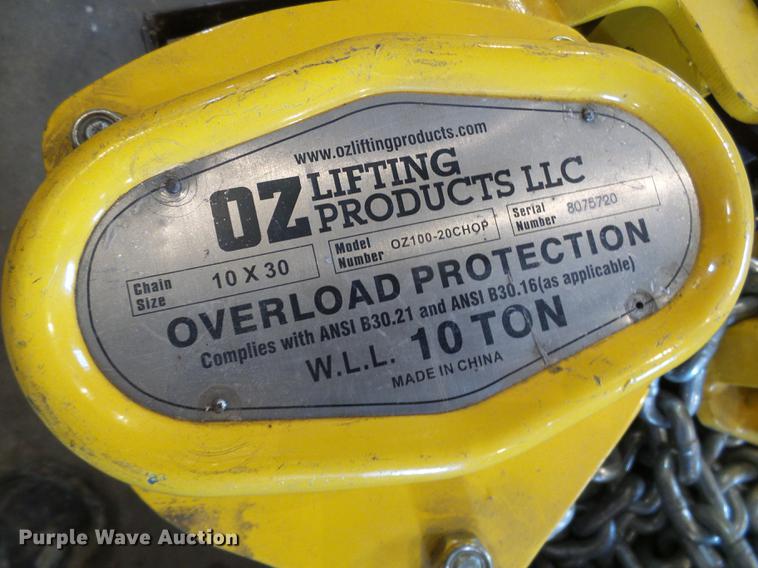 www.ozliftingproducts.com
OZ LIFTING
PRODUCTS LLC
Chain Size 10 X 30 Model Number OZ100-20CHOP Serial Number 8075720
OVERLOAD PROTECTION
Complies with ANSI B30.21 and ANSI B30.16(as applicable)
W.L.L. 10 TON
MADE IN CHINA
Purple Wave Auction